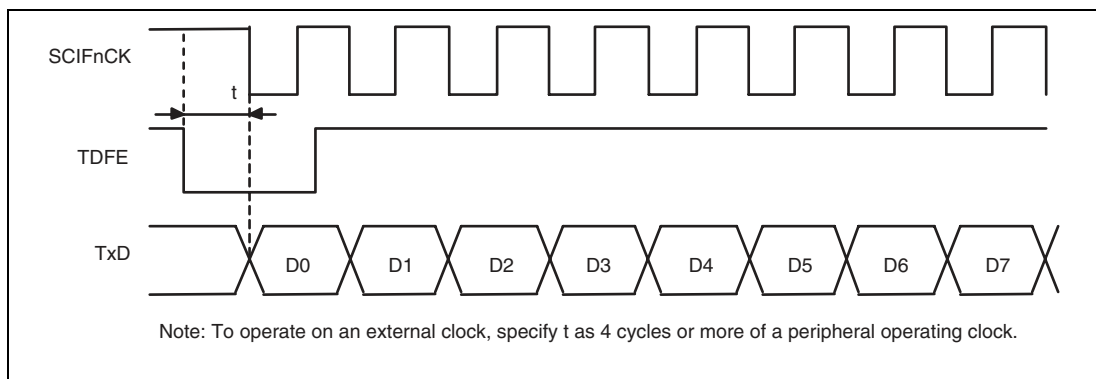 SCIFnCK
t
TDFE
TxD
D0 D1 D2 D3 D4 D5 D6 D7
Note: To operate on an external clock, specify t as 4 cycles or more of a peripheral operating clock.